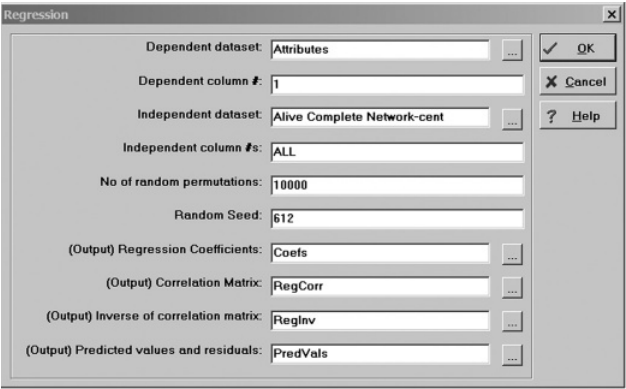 Regression
Dependent dataset: Attributes ...
OK
Dependent column #: 1
Cancel
Independent dataset: Alive Complete Network-cent ...
? Help
Independent column #s: ALL
No of random permutations: 10000
Random Seed: 612
(Output) Regression Coefficients: Coefs ...
(Output) Correlation Matrix: RegCorr ...
(Output) Inverse of correlation matrix: RegInv ...
(Output) Predicted values and residuals: PredVals ...